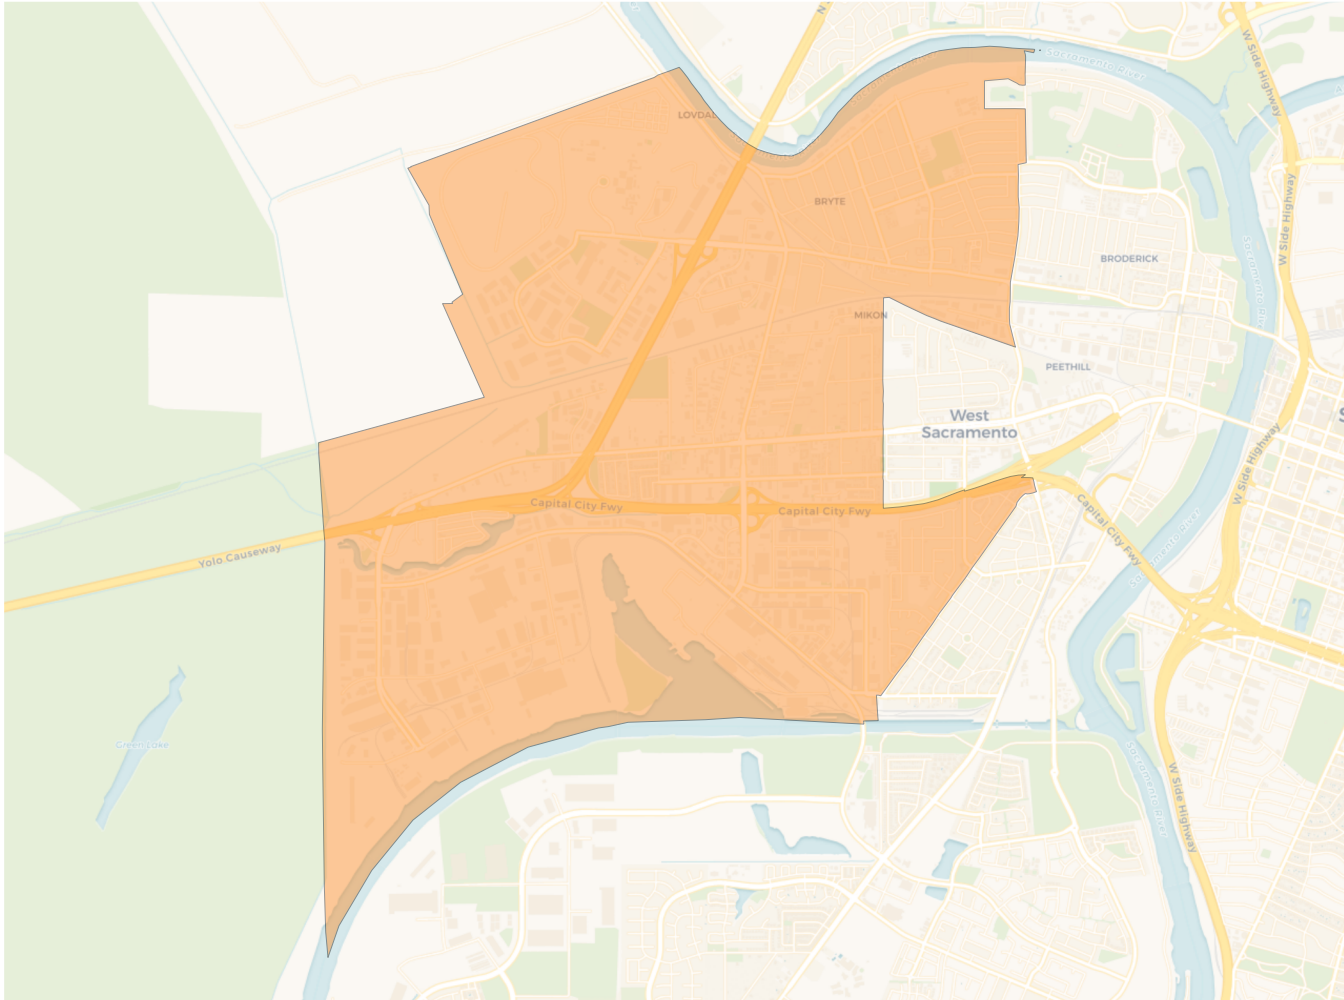 N
W Side Highway
Sacramento River
LOVDAL
BRYTE
W Side Highway
BRODERICK
Sacramento River
MIKON
PEETHILL
West
Sacramento
S
W Side Highway
Capital City Fwy
Capital City Fwy
Capital City Fwy
Sacramento River
Yolo Causeway
Green Lake
Sacramento River
W Side Highway